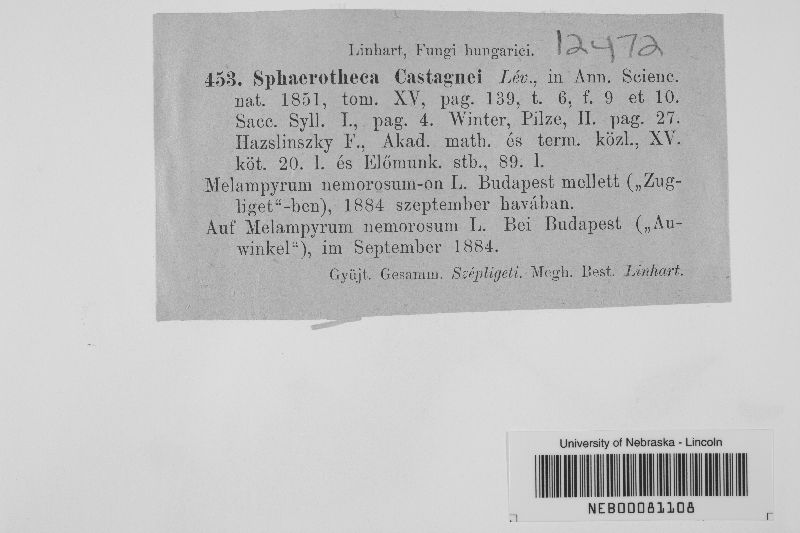 Linhart, Fungi hungarici. 12472
453. Sphaerotheca Castagnei Lév., in Ann. Scienc.
nat. 1851, tom. XV, pag. 139, t. 6, f. 9 et 10.
Sacc. Syll. I., pag. 4. Winter, Pilze, II. pag. 27.
Hazslinszky F., Akad. math. és term. közl., XV.
köt. 20. l. és Előmunk. stb., 89. l.
Melampyrum nemorosum-on L. Budapest mellett („Zug-
liget“-ben), 1884 szeptember havában.
Auf Melampyrum nemorosum L. Bei Budapest („Au-
winkel“), im September 1884.
Gyüjt. Gesamm. Szépligeti. Megh. Best. Linhart.
University of Nebraska - Lincoln
NEB00081108